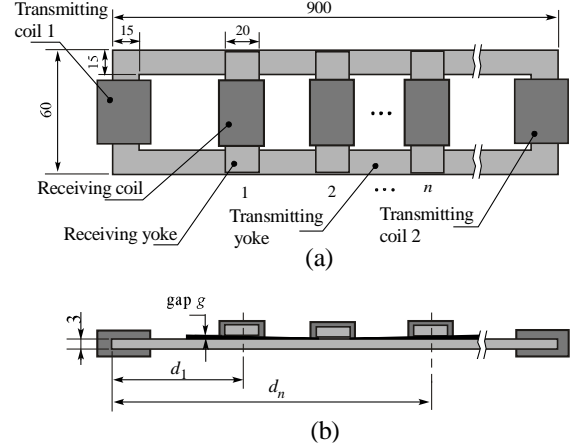 Transmitting
coil 1
900
15
20
15
60
...
Receiving coil
1
2
n
...
Receiving yoke
Transmitting
yoke
Transmitting
coil 2
(a)
gap g
3
d1
dn
(b)